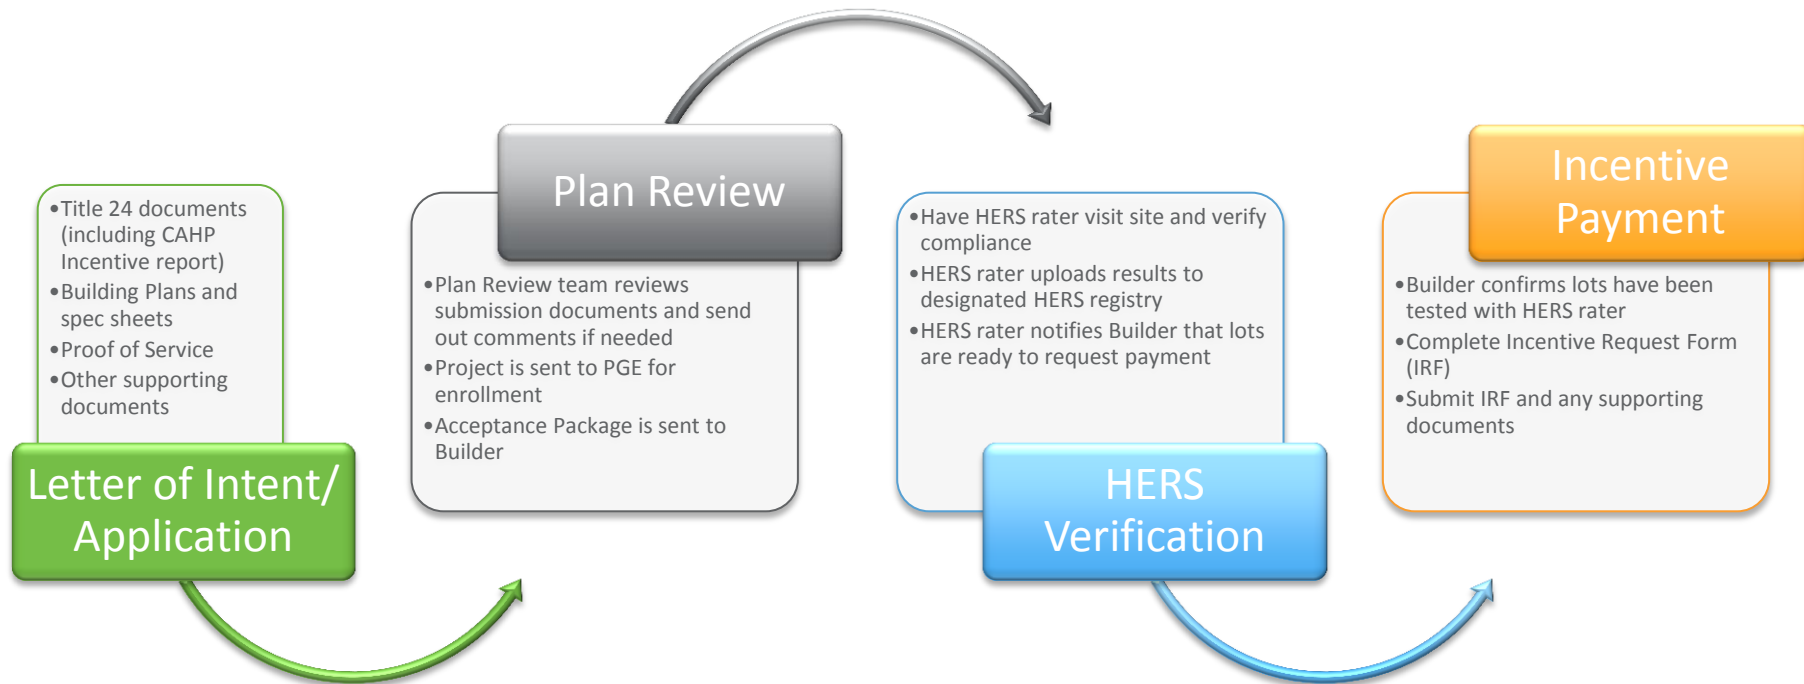 •Title 24 documents
(including CAHP
Incentive report)
•Building Plans and
spec sheets
•Proof of Service
•Other supporting
documents
Letter of Intent/
Application
Plan Review
•Plan Review team reviews
submission documents and send
out comments if needed
•Project is sent to PGE for
enrollment
•Acceptance Package is sent to
Builder
•Have HERS rater visit site and verify
compliance
•HERS rater uploads results to
designated HERS registry
•HERS rater notifies Builder that lots
are ready to request payment
HERS
Verification
Incentive
Payment
•Builder confirms lots have been
tested with HERS rater
•Complete Incentive Request Form
(IRF)
•Submit IRF and any supporting
documents